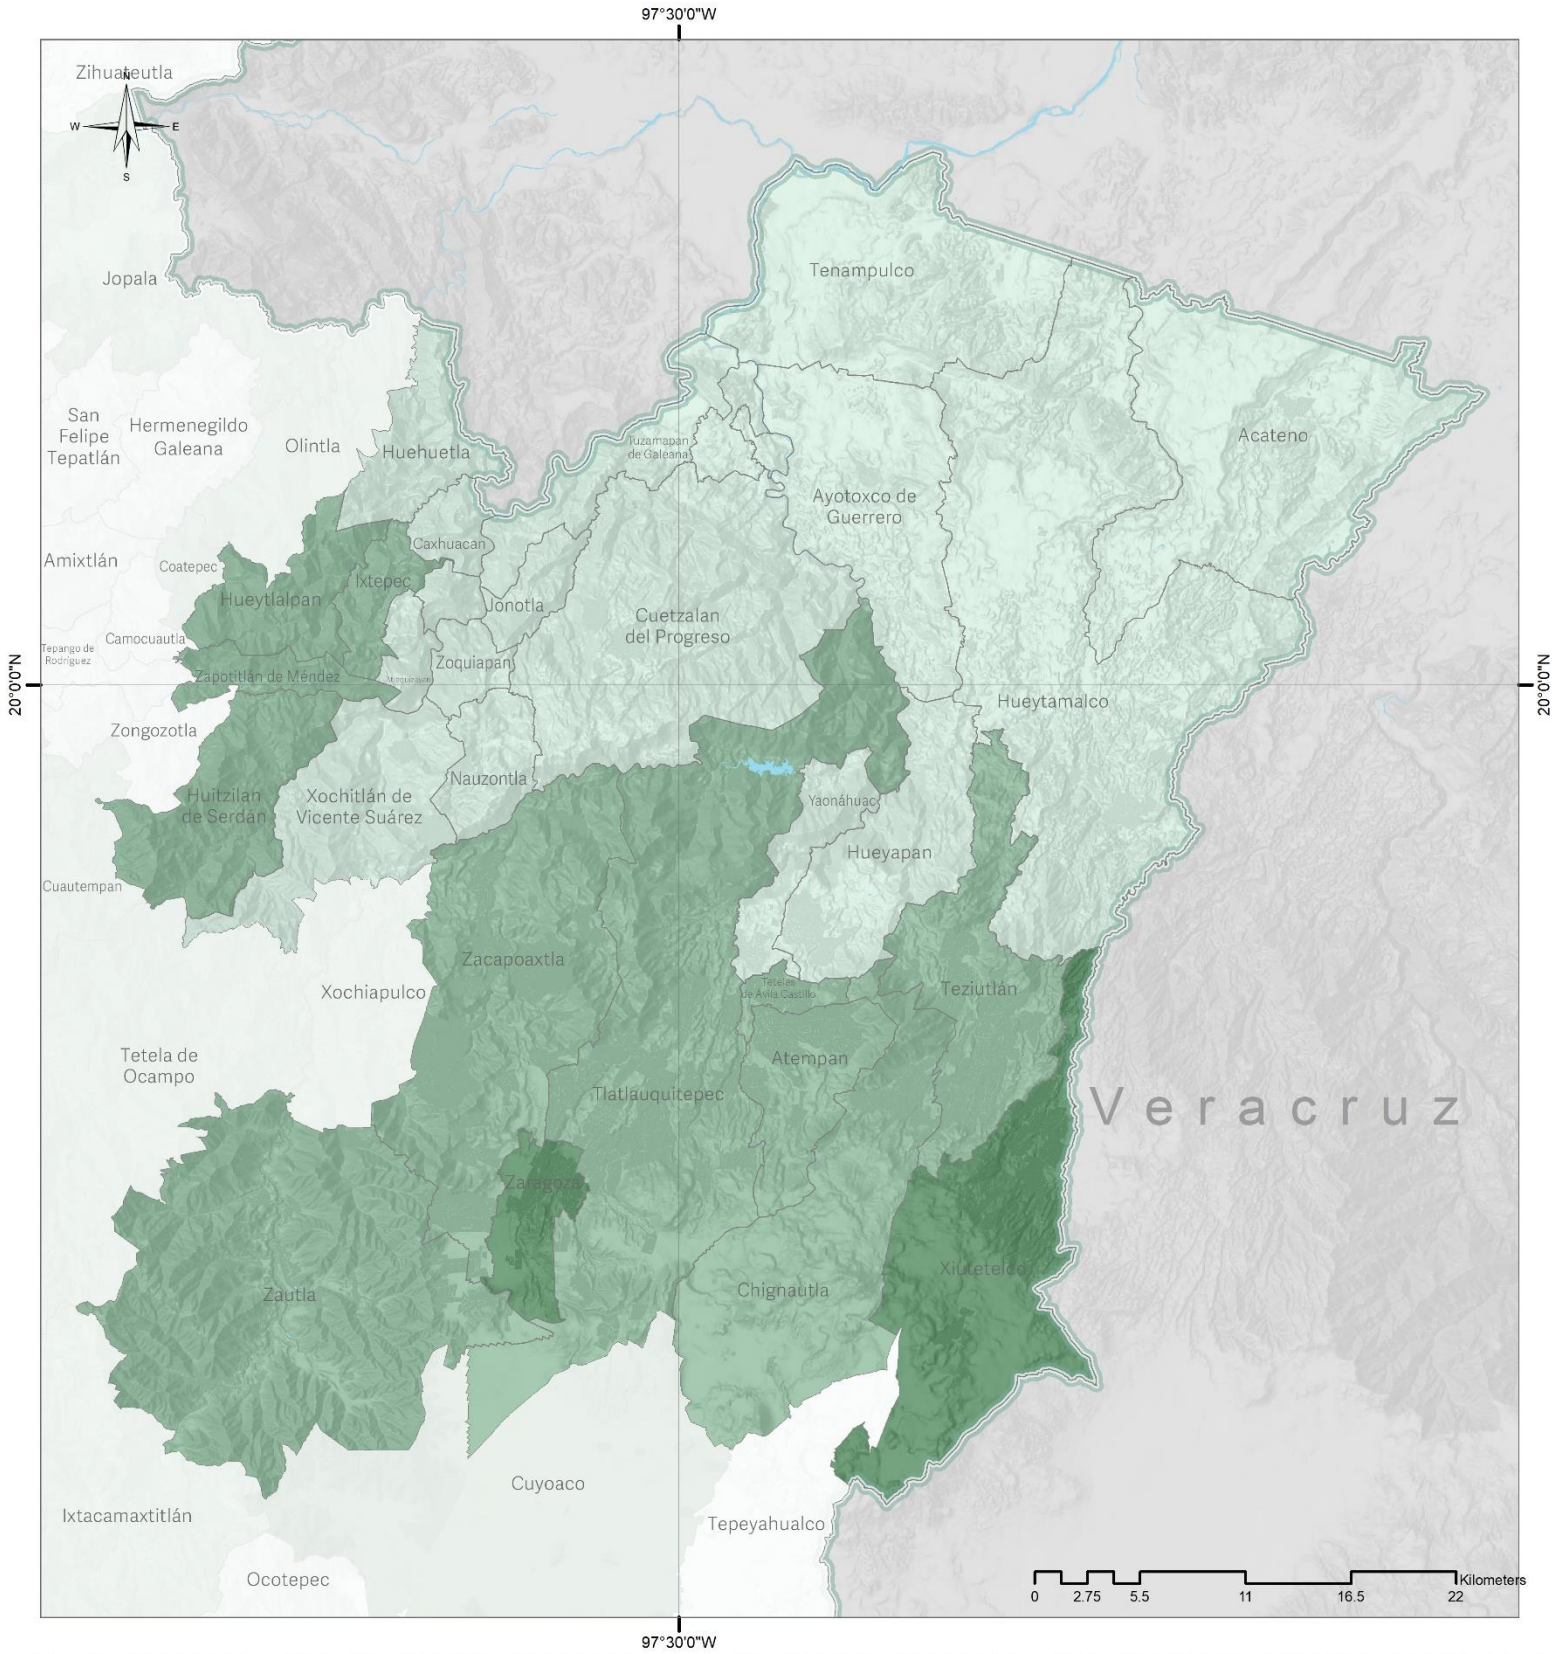 97°30'0"W
Zihuateutla
N
W
E
S
Tenampulco
Jopala
San
Felipe
Tepatlán
Hermenegildo
Galeana
Olintla
Huehuetla
Tuzamapan
de Galeana
Acateno
Ayotoxco de
Guerrero
Caxhuacan
Amixtlán
Coatepec
Ixtepec
Hueytlalpan
Jonotla
Cuetzalan
del Progreso
Camocuautla
Tepango de
Rodríguez
Zoquiapan
Zapotitlán de Méndez
Atlequizayan
20°0'0"N
20°0'0"N
Hueytamalco
Zongozotla
Nauzontla
Huitzilan
de Serdán
Xochitlán de
Vicente Suárez
Yaonáhuac
Hueyapan
Cuautempan
Zacapoaxtla
Xochiapulco
Teteles
de Avila Castillo
Teziutlán
Tetela de
Ocampo
Atempan
Tlatlauquitepec
Veracruz
Zaragoza
Xiutetelco
Zautla
Chignautla
Cuyoaco
Ixtacamaxtitlán
Tepeyahualco
Ocotepec
Kilometers
0 2.75 5.5 11 16.5 22
97°30'0"W